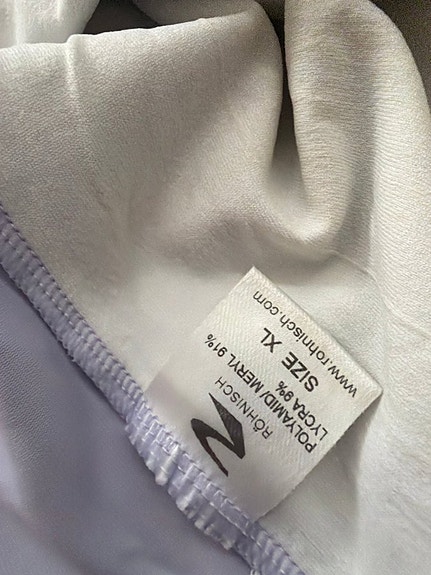 RÖHNISCH
POLYAMID/ MERYL 91%
LYCRA 9%
SIZE XL
www.rohnisch.com